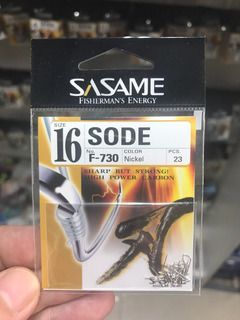 SASAME
FISHERMAN'S ENERGY
SIZE
16
SODE
No.
F-730
COLOR
Nickel
PCS.
23
SHARP BUT STRONG!
HIGH POWER CARBON